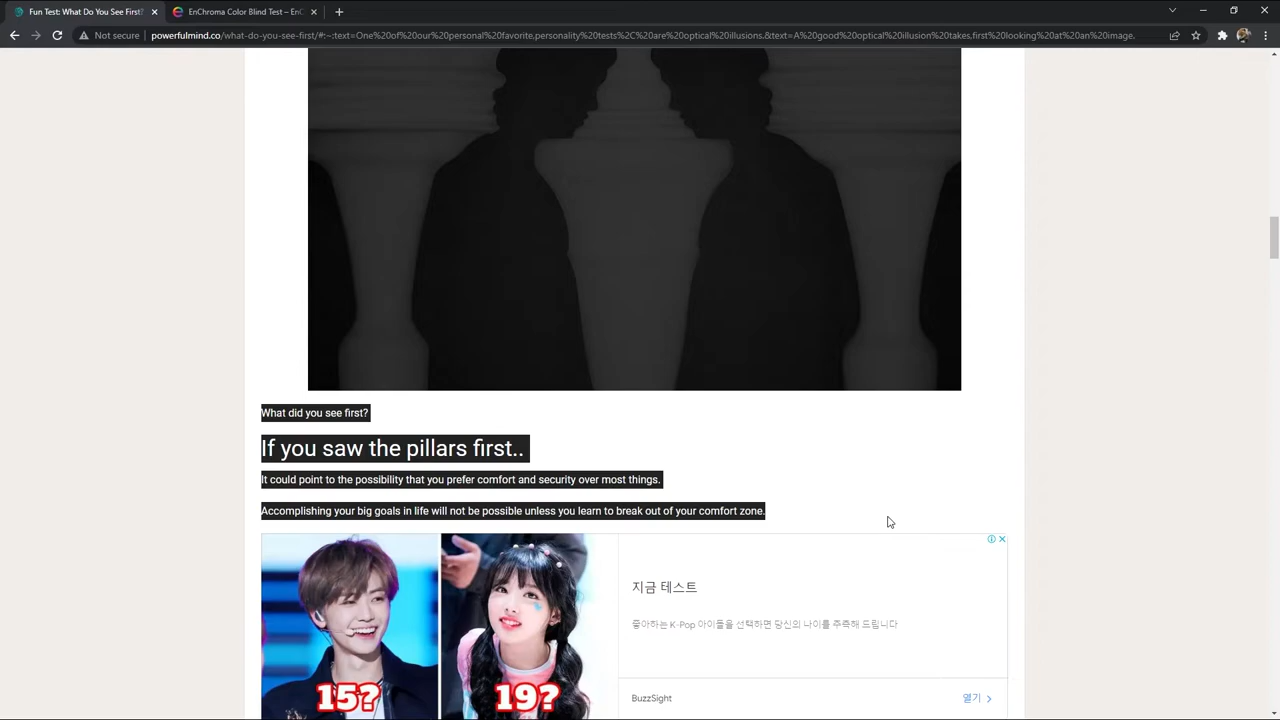 Fun Test: What Do You See First?
EnChroma Color Blind Test – EnC
Not secure
powerfulmind.co/what-do-you-see-first/#:~:text=One%20of%20our%20personal%20favorite,personality%20tests%2C%20are%20optical%20illusions.&text=A%20good%20optical%20illusion%20takes,first%20looking%20at%20an%20image.
What did you see first?
If you saw the pillars first..
It could point to the possibility that you prefer comfort and security over most things.
Accomplishing your big goals in life will not be possible unless you learn to break out of your comfort zone.
지금 테스트
좋아하는 K-Pop 아이돌을 선택하면 당신의 나이를 추측해 드립니다
15?
19?
BuzzSight
열기